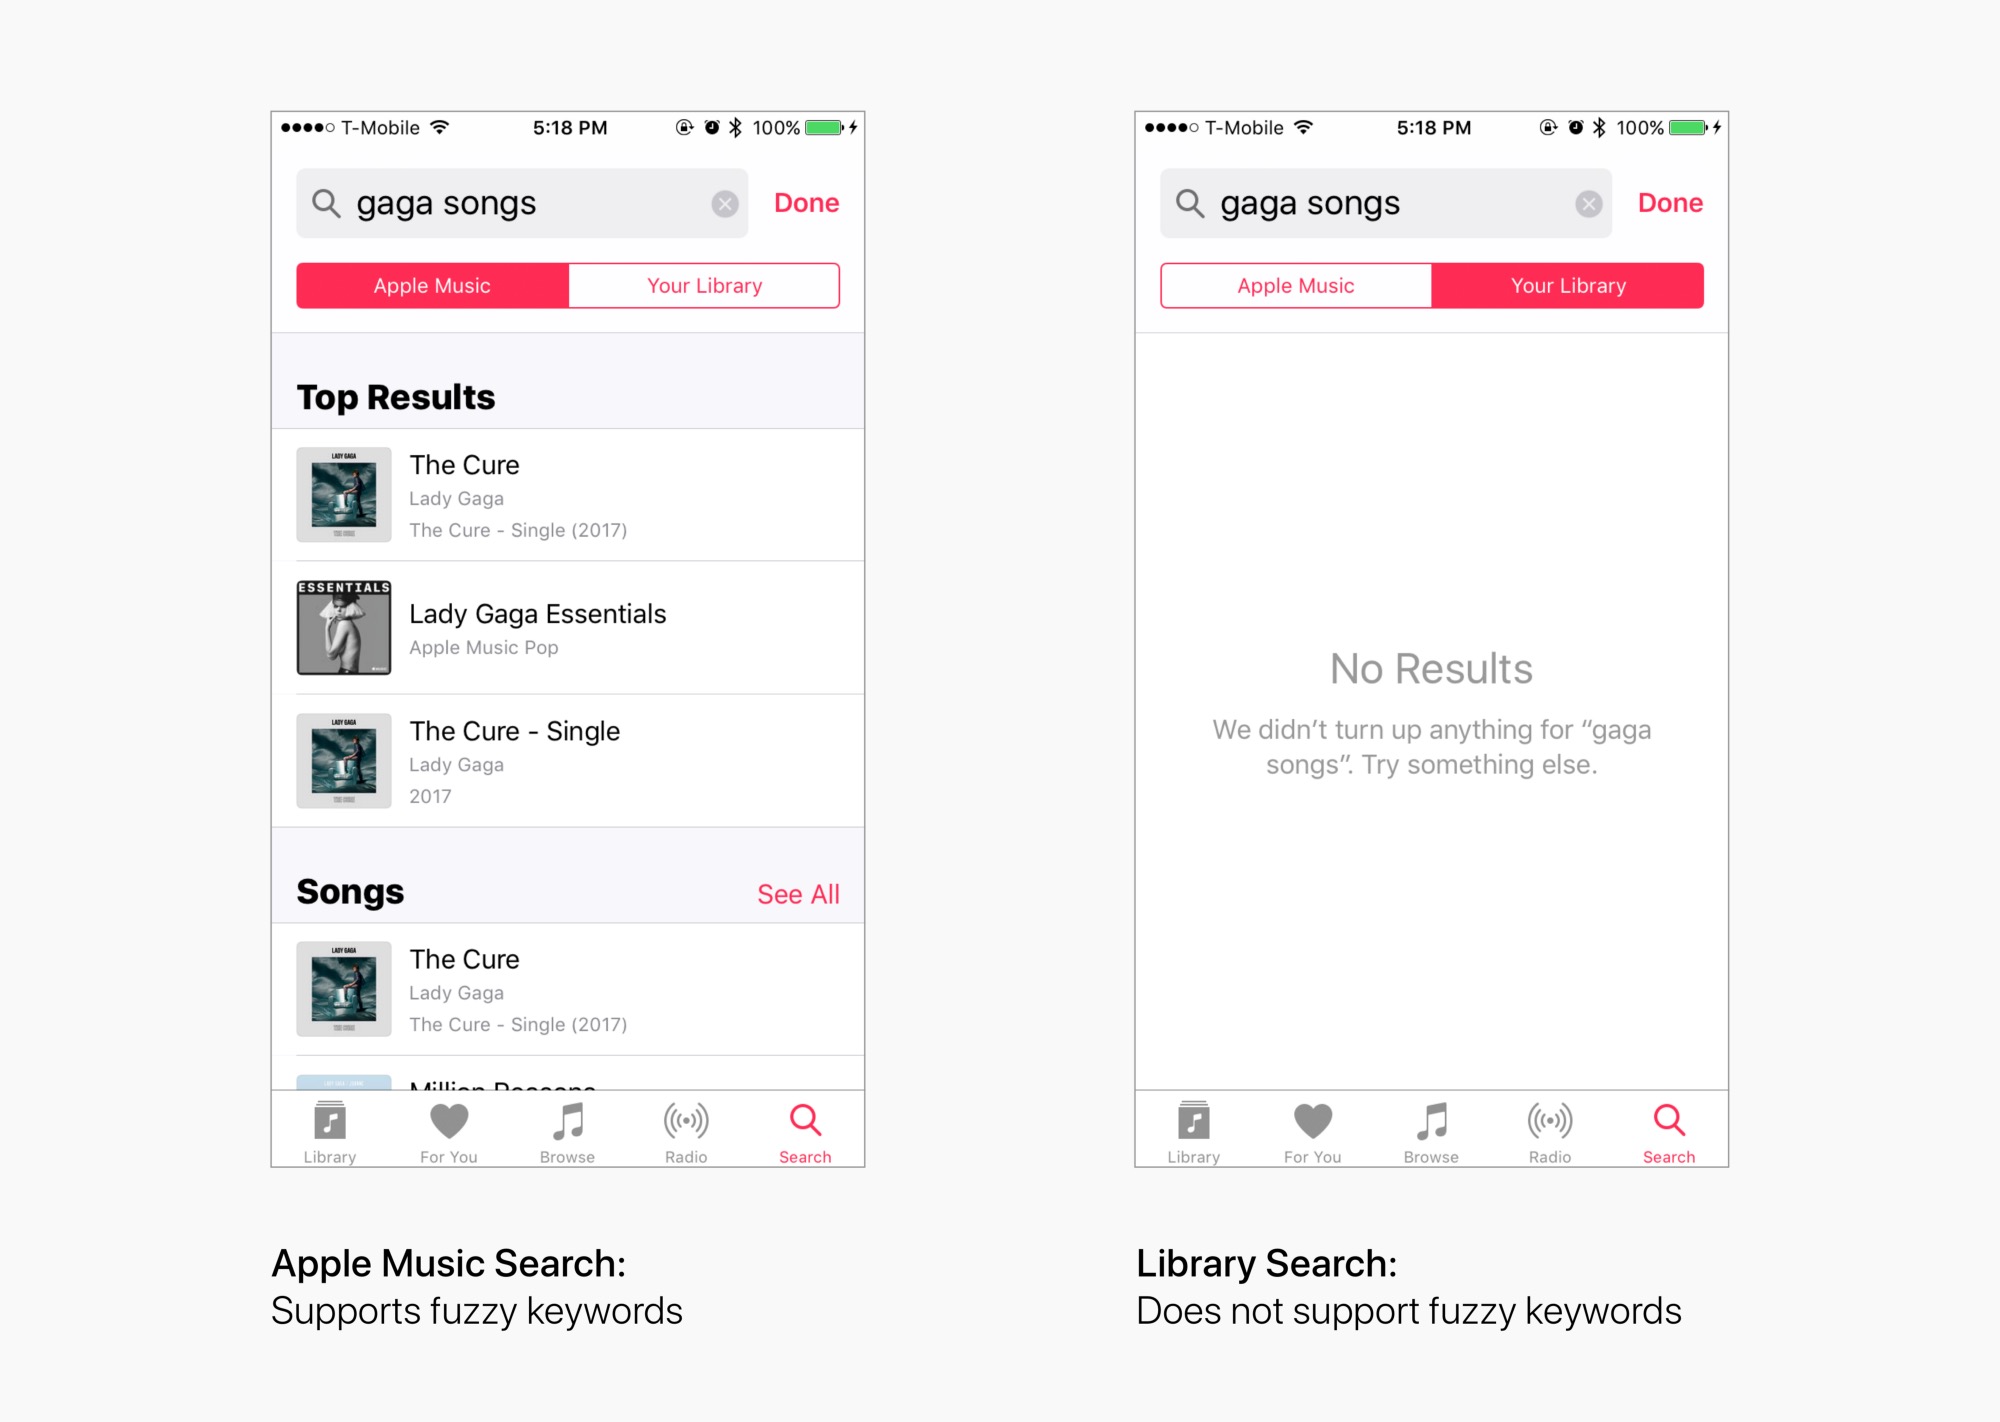 T-Mobile 5:18 PM 100%
gaga songs Done
Apple Music Your Library
Top Results
LADY GAGA
The Cure
Lady Gaga
The Cure - Single (2017)
ESSENTIALS
Lady Gaga Essentials
Apple Music Pop
LADY GAGA
The Cure - Single
Lady Gaga
2017
Songs See All
LADY GAGA
The Cure
Lady Gaga
The Cure - Single (2017)
Million Reasons
Library For You Browse Radio Search
Apple Music Search:
Supports fuzzy keywords
T-Mobile 5:18 PM 100%
gaga songs Done
Apple Music Your Library
No Results
We didn’t turn up anything for “gaga
songs”. Try something else.
Library For You Browse Radio Search
Library Search:
Does not support fuzzy keywords